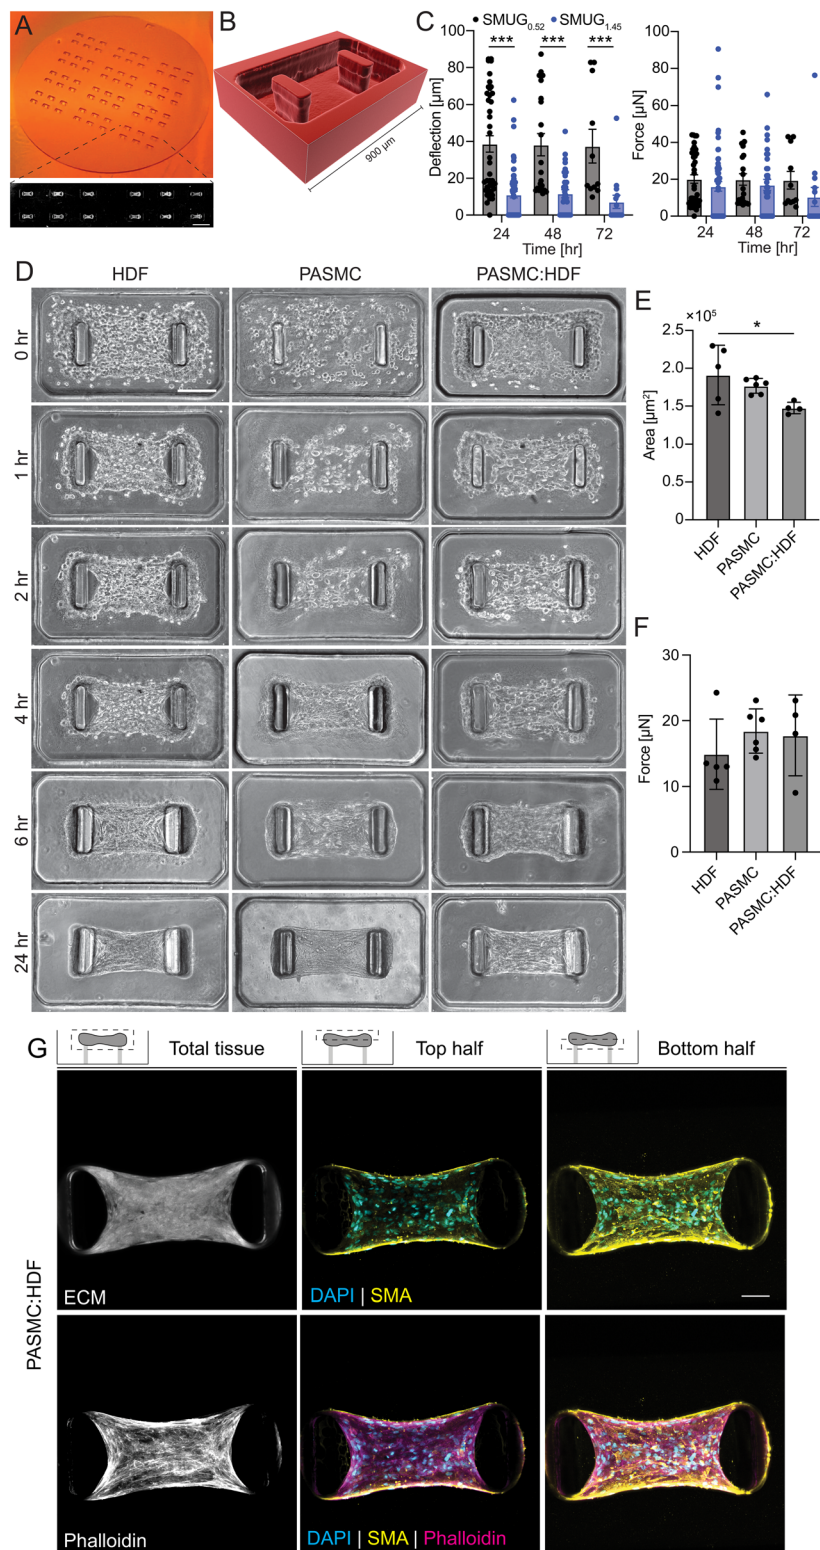 A
B
900 µm
C
SMUG0.52
SMUG1.45
Deflection [µm]
100
80
60
40
20
0
***
***
***
24
48
72
Time [hr]
Force [µN]
100
80
60
40
20
0
24
48
72
Time [hr]
D
HDF
PASMC
PASMC:HDF
0 hr
1 hr
2 hr
4 hr
6 hr
24 hr
E
×10⁵
Area [µm²]
2.5
2.0
1.5
1.0
0.5
0
*
HDF
PASMC
PASMC:HDF
F
Force [µN]
30
20
10
0
HDF
PASMC
PASMC:HDF
G
Total tissue
Top half
Bottom half
PASMC:HDF
ECM
DAPI | SMA
Phalloidin
DAPI | SMA | Phalloidin